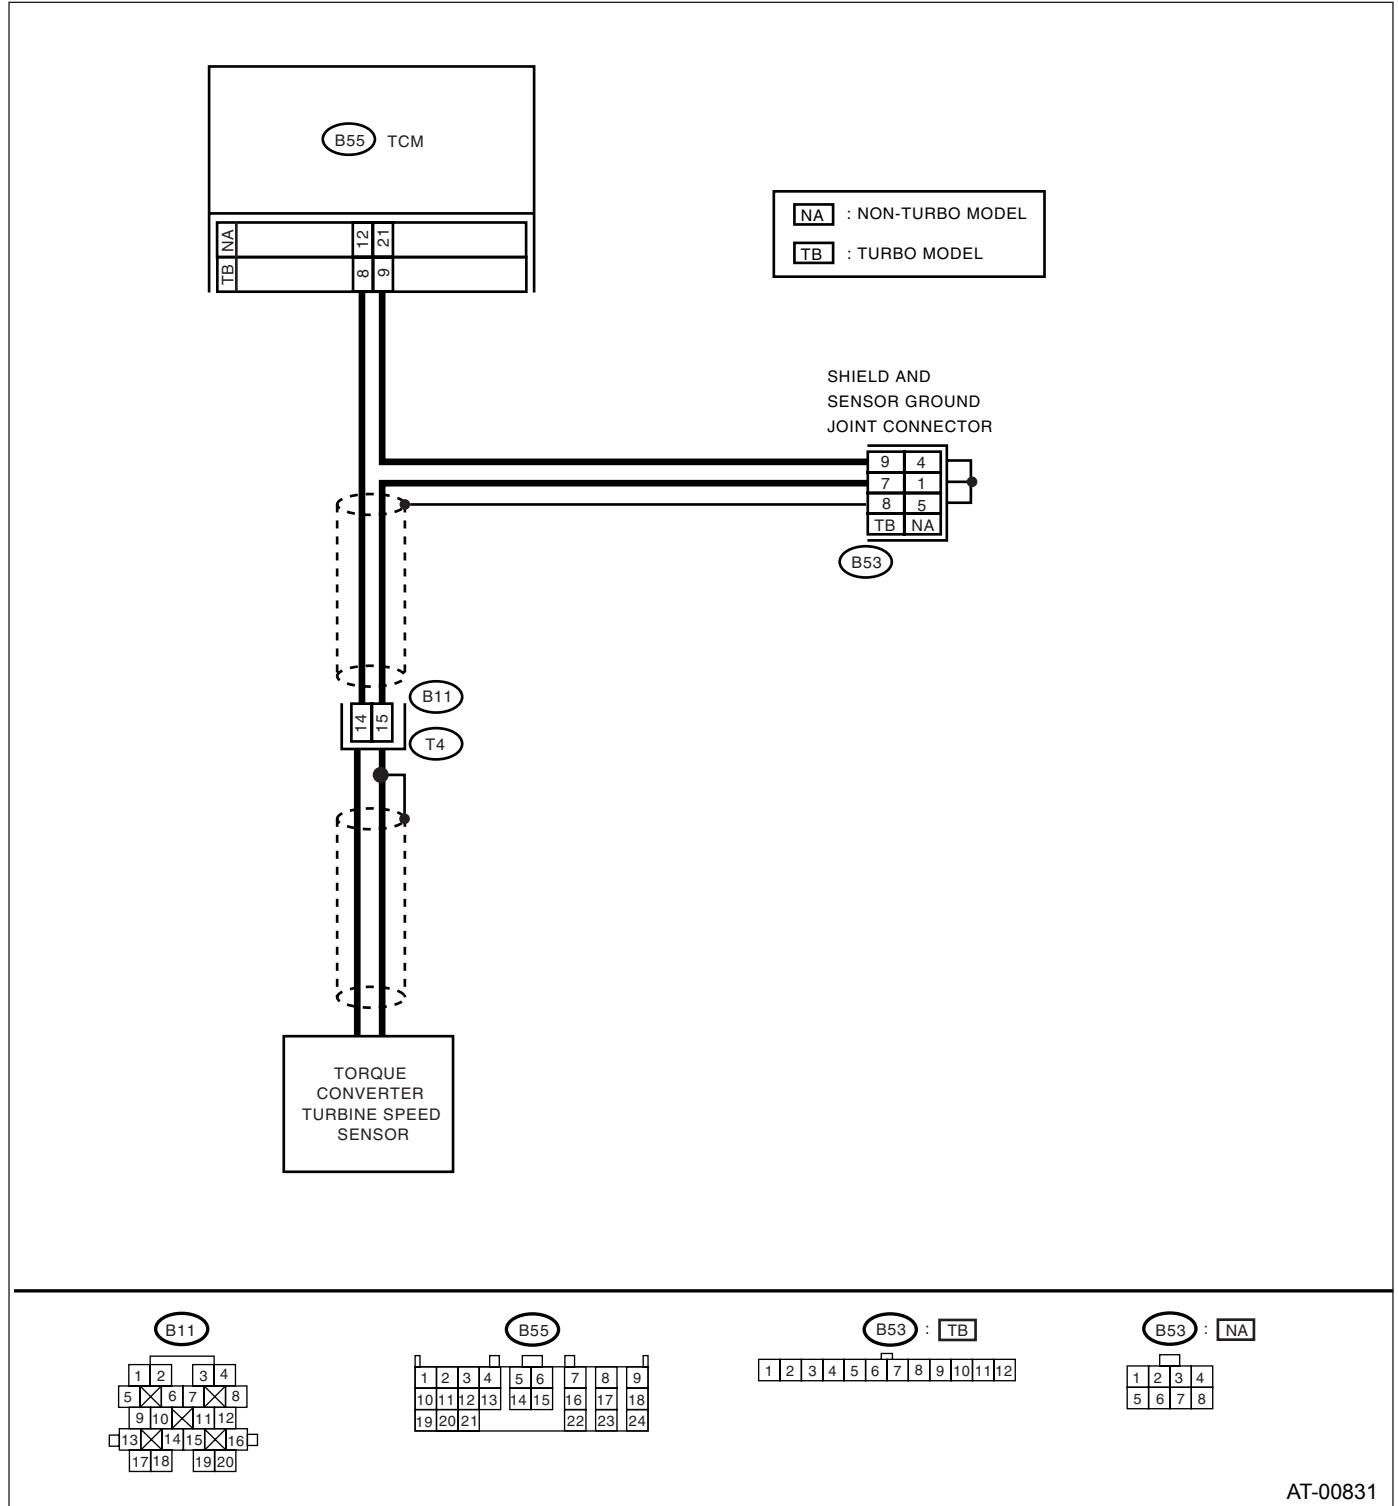 B55 TCM
NA 12 21
TB 8 9
NA : NON-TURBO MODEL
TB : TURBO MODEL
SHIELD AND
SENSOR GROUND
JOINT CONNECTOR
9 4
7 1
8 5
TB NA
B53
B11
14 15
T4
TORQUE
CONVERTER
TURBINE SPEED
SENSOR
B11
1 2 3 4
5 6 7 8
9 10 11 12
13 14 15 16
17 18 19 20
B55
1 2 3 4 5 6 7 8 9
10 11 12 13 14 15 16 17 18
19 20 21 22 23 24
B53 : TB
1 2 3 4 5 6 7 8 9 10 11 12
B53 : NA
1 2 3 4
5 6 7 8
AT-00831